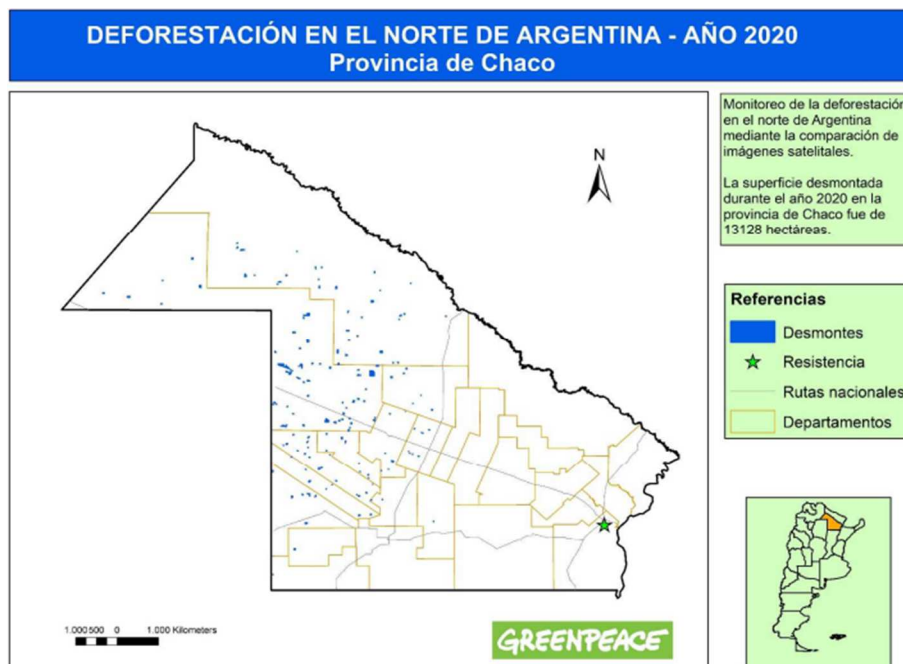 DEFORESTACIÓN EN EL NORTE DE ARGENTINA - AÑO 2020
Provincia de Chaco
Monitoreo de la deforestación
en el norte de Argentina
mediante la comparación de
imágenes satelitales.
La superficie desmontada
durante el año 2020 en la
provincia de Chaco fue de
13128 hectáreas.
N
Referencias
Desmontes
Resistencia
Rutas nacionales
Departamentos
1.000500 0 1.000 Kilometers
GREENPEACE